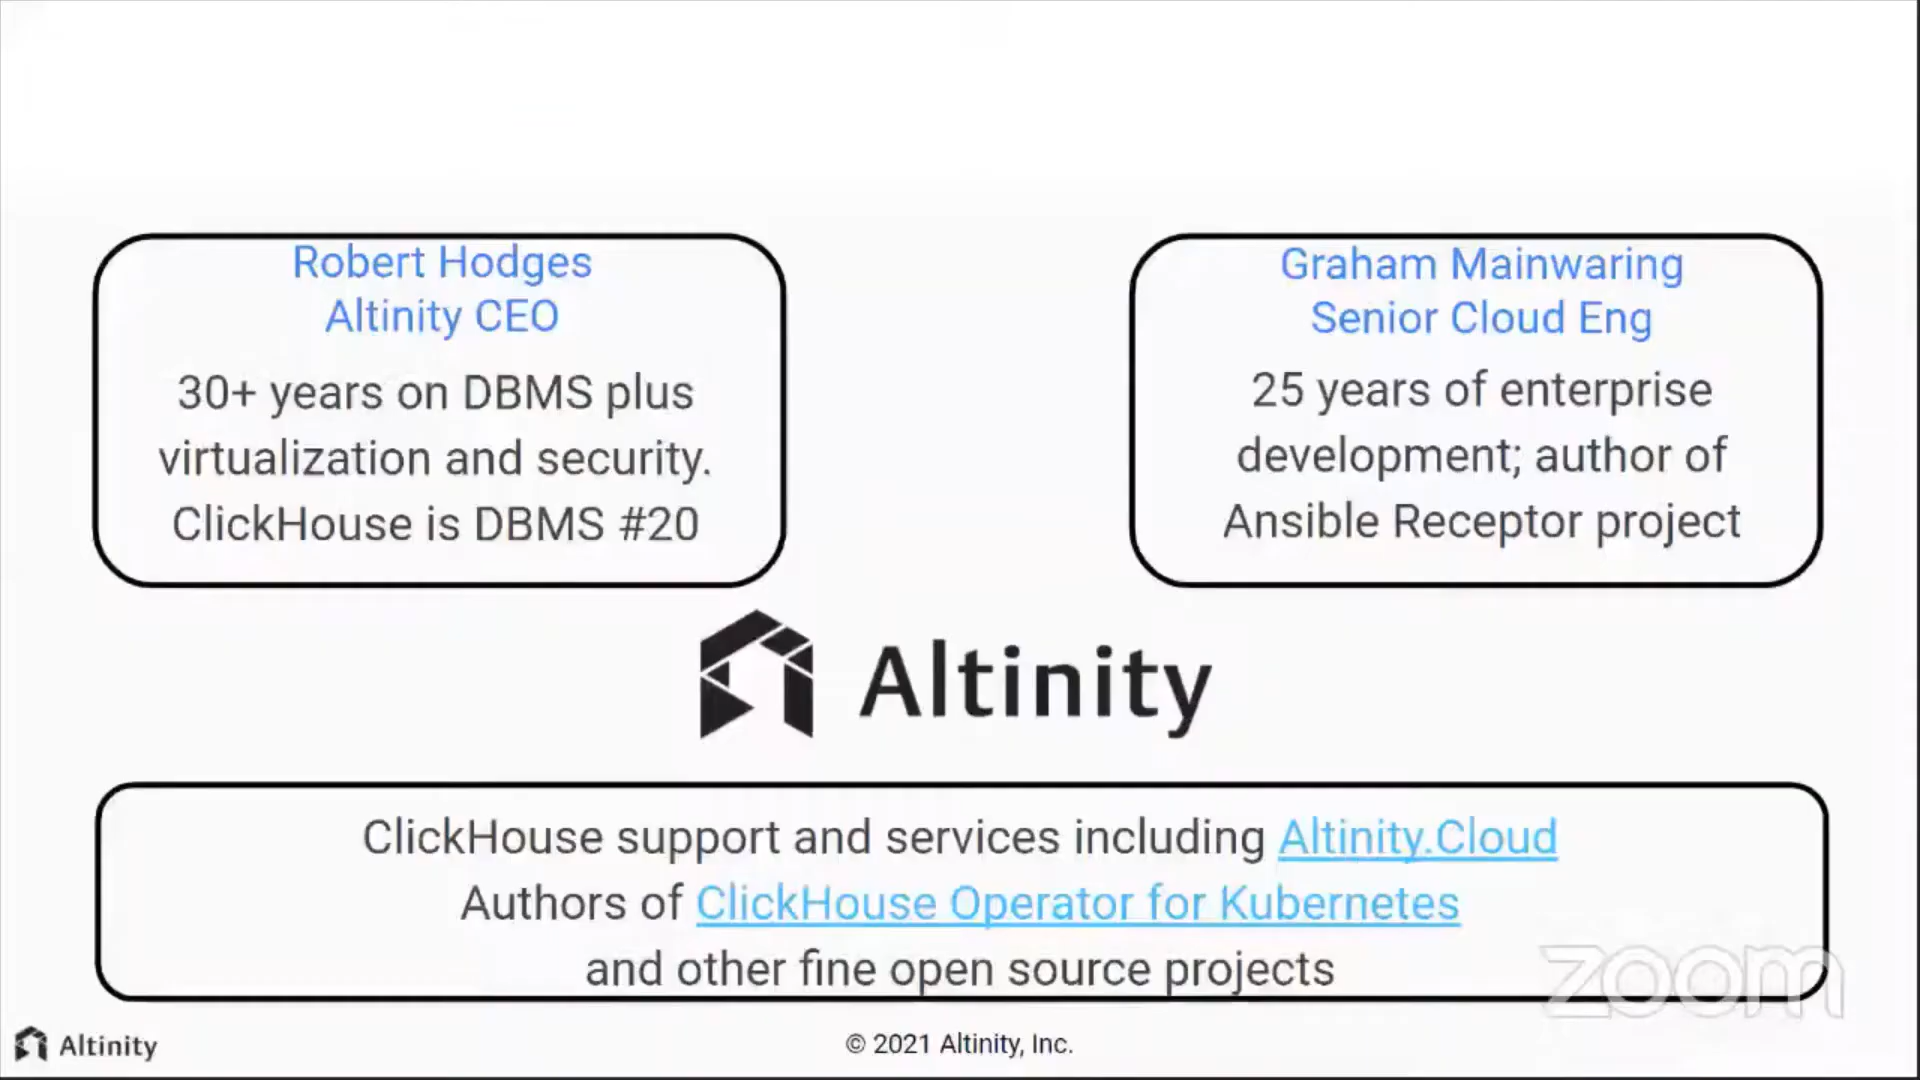 Robert Hodges
Altinity CEO
30+ years on DBMS plus
virtualization and security.
ClickHouse is DBMS #20
Graham Mainwaring
Senior Cloud Eng
25 years of enterprise
development; author of
Ansible Receptor project
Altinity
ClickHouse support and services including Altinity.Cloud
Authors of ClickHouse Operator for Kubernetes
and other fine open source projects
zoom
Altinity
© 2021 Altinity, Inc.